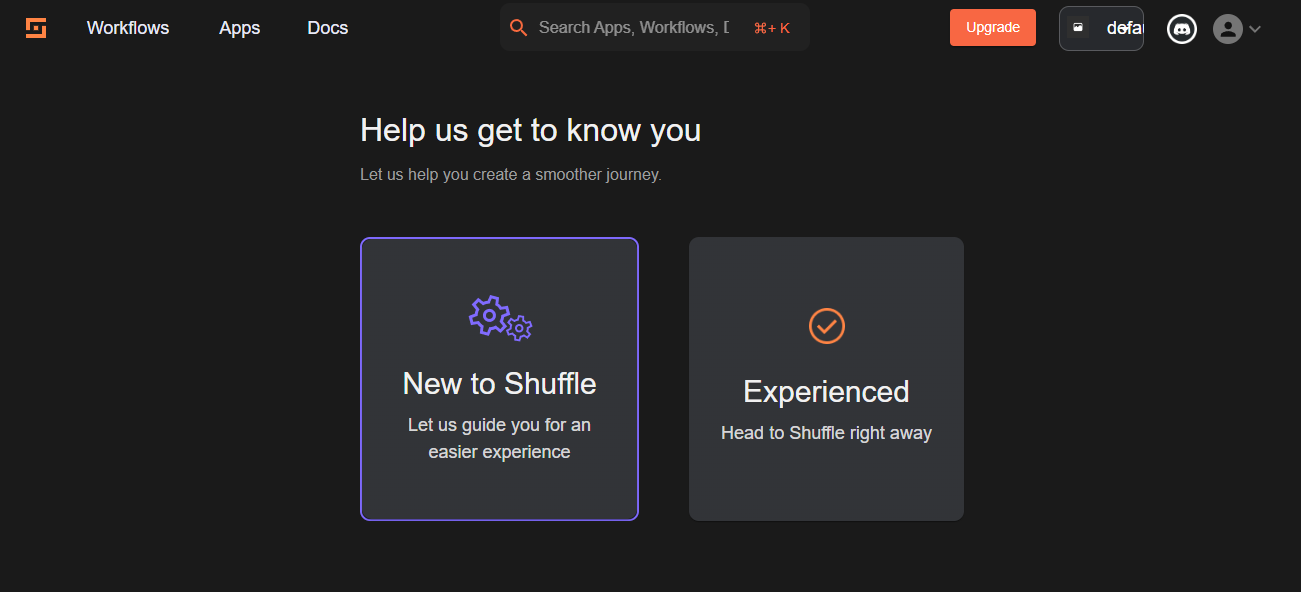 Workflows Apps Docs Search Apps, Workflows, ⌘+ K Upgrade defau
Help us get to know you
Let us help you create a smoother journey.
New to Shuffle
Let us guide you for an
easier experience
Experienced
Head to Shuffle right away